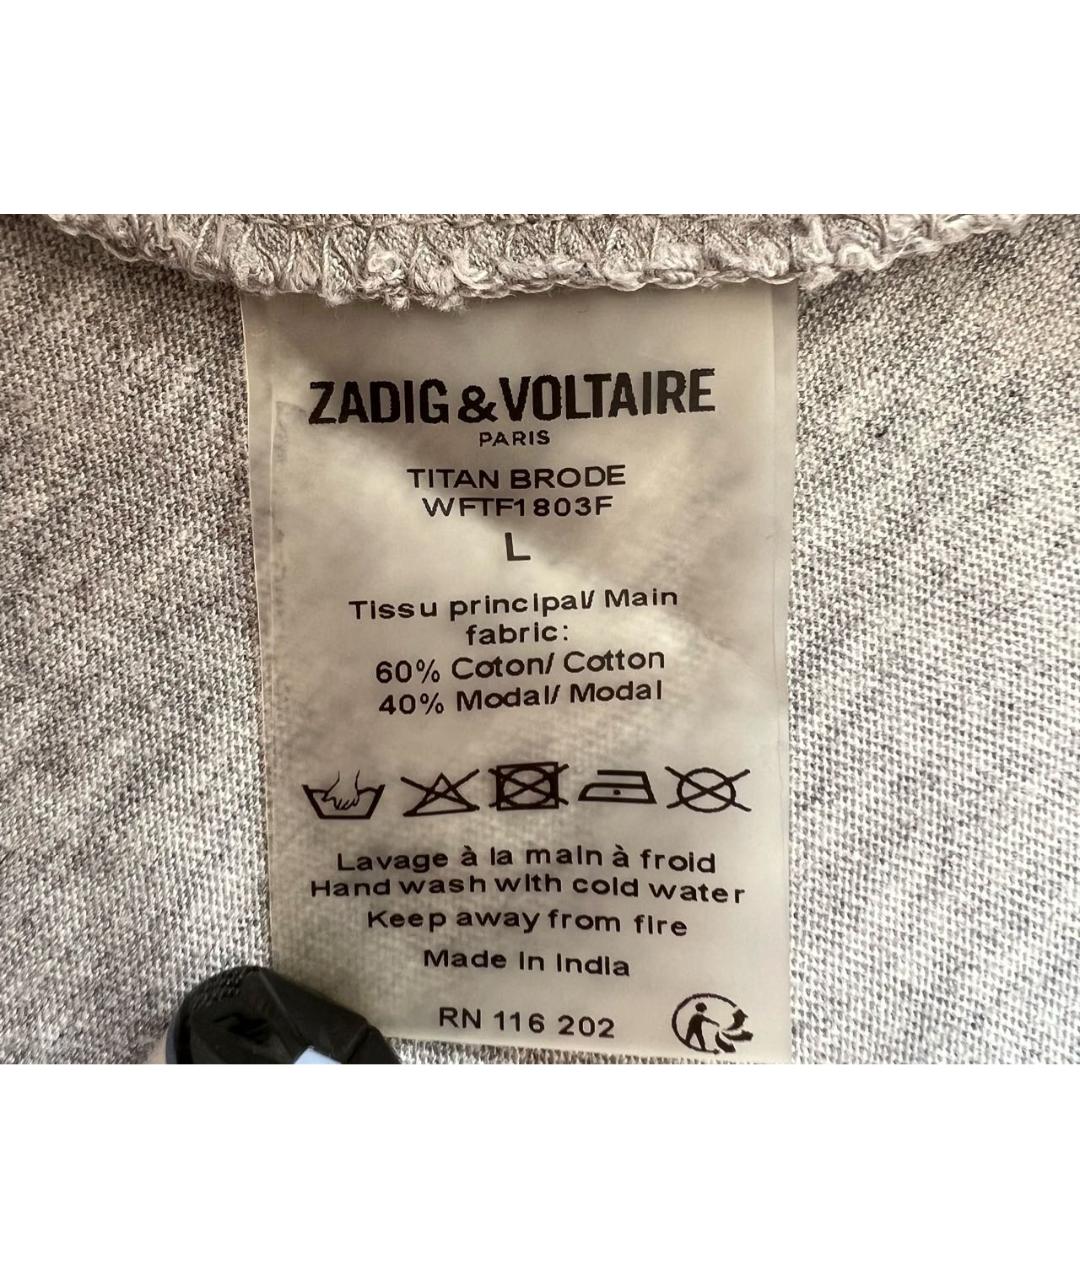 ZADIG & VOLTAIRE
PARIS
TITAN BRODE
WFTF1803F
L
Tissu principal/ Main
fabric:
60% Coton/ Cotton
40% Modal/ Modal
Lavage à la main à froid
Hand wash with cold water
Keep away from fire
Made in India
RN 116 202